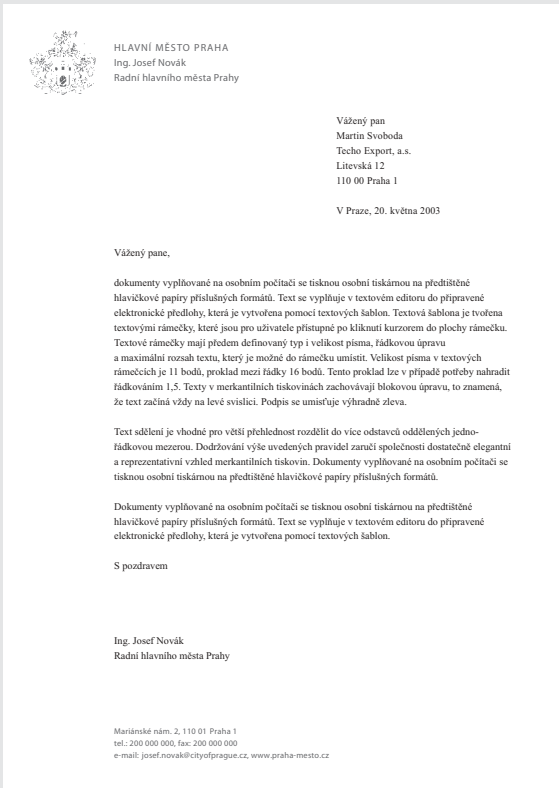 HLAVNÍ MĚSTO PRAHA
Ing. Josef Novák
Radní hlavního města Prahy
Vážený pan
Martin Svoboda
Techo Export, a.s.
Litevská 12
110 00 Praha 1
V Praze, 20. května 2003
Vážený pane,
dokumenty vyplňované na osobním počítači se tisknou osobní tiskárnou na předtištěné
hlavičkové papíry příslušných formátů. Text se vyplňuje v textovém editoru do připravené
elektronické předlohy, která je vytvořena pomocí textových šablon. Textová šablona je tvořena
textovými rámečky, které jsou pro uživatele přístupné po kliknutí kurzorem do plochy rámečku.
Textové rámečky mají předem definovaný typ i velikost písma, řádkovou úpravu
a maximální rozsah textu, který je možné do rámečku umístit. Velikost písma v textových
rámečcích je 11 bodů, proklad mezi řádky 16 bodů. Tento proklad lze v případě potřeby nahradit
řádkováním 1,5. Texty v merkantilních tiskovinách zachovávají blokovou úpravu, to znamená,
že text začíná vždy na levé svislici. Podpis se umisťuje výhradně zleva.
Text sdělení je vhodné pro větší přehlednost rozdělit do více odstavců oddělených jedno-
řádkovou mezerou. Dodržování výše uvedených pravidel zaručí společnosti dostatečně elegantní
a reprezentativní vzhled merkantilních tiskovin. Dokumenty vyplňované na osobním počítači se
tisknou osobní tiskárnou na předtištěné hlavičkové papíry příslušných formátů.
Dokumenty vyplňované na osobním počítači se tisknou osobní tiskárnou na předtištěné
hlavičkové papíry příslušných formátů. Text se vyplňuje v textovém editoru do připravené
elektronické předlohy, která je vytvořena pomocí textových šablon.
S pozdravem
Ing. Josef Novák
Radní hlavního města Prahy
Mariánské nám. 2, 110 01 Praha 1
tel.: 200 000 000, fax: 200 000 000
e-mail: josef.novak@cityofprague.cz, www.praha-mesto.cz